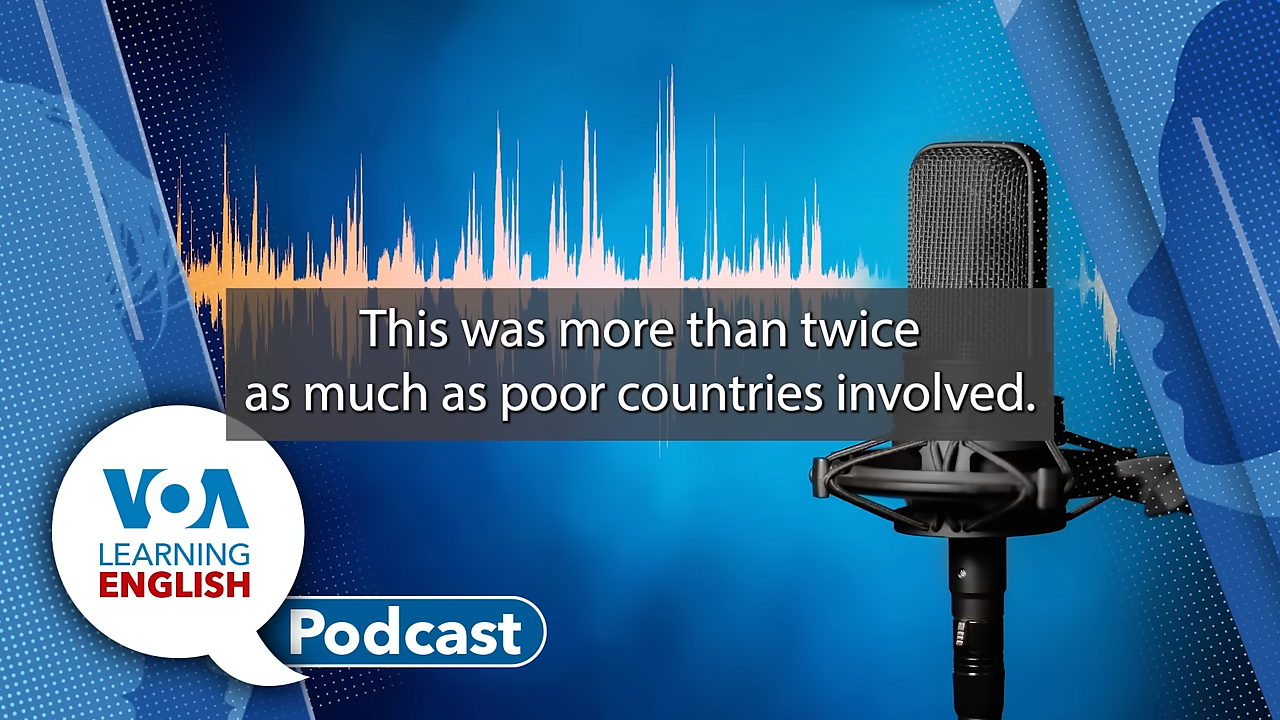 This was more than twice
as much as poor countries involved.
VOA
LEARNING
ENGLISH
Podcast